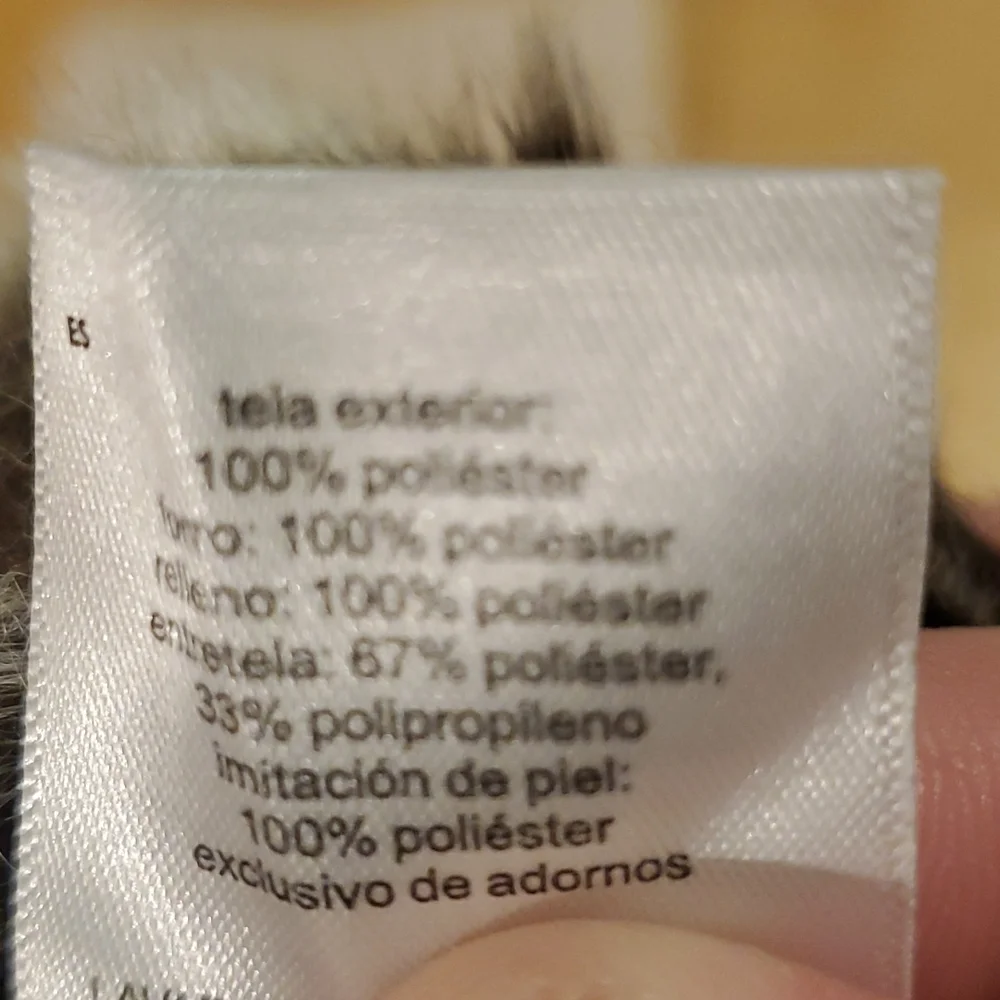 ES
tela exterior:
100% poliéster
forro: 100% poliéster
relleno: 100% poliéster
entretela: 67% poliéster,
33% polipropileno
imitación de piel:
100% poliéster
exclusivo de adornos